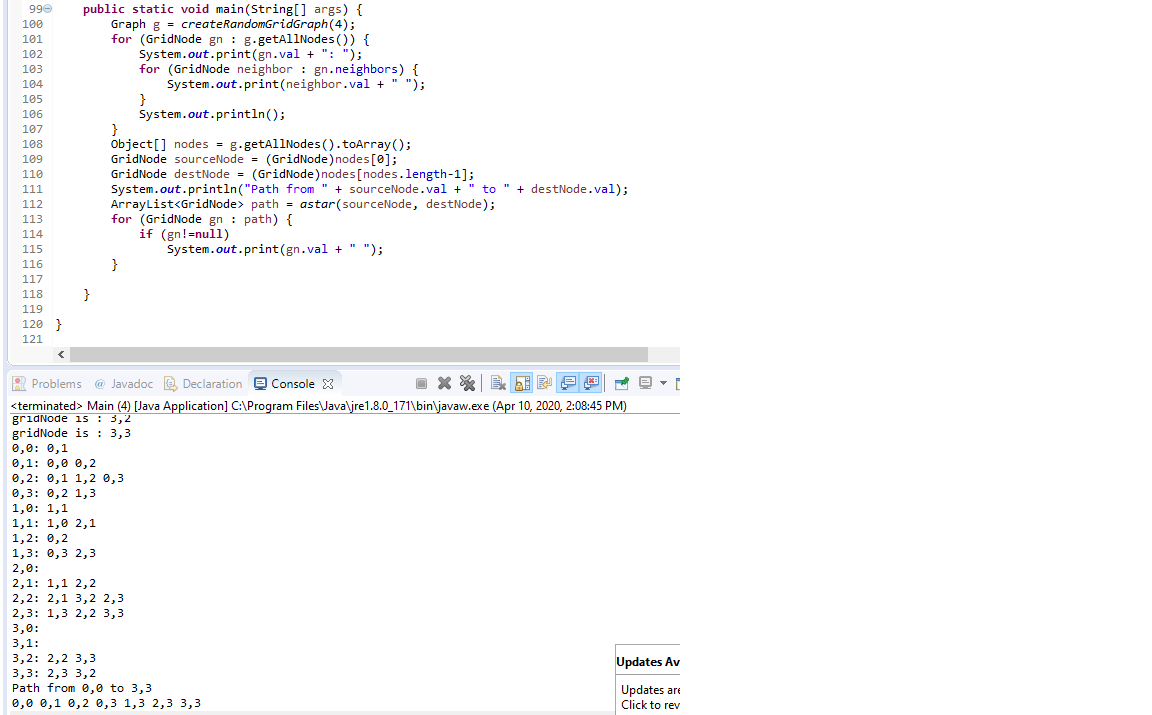 99 public static void main(String[] args) {
100 Graph g = createRandomGridGraph(4);
101 for (GridNode gn : g.getAllNodes()) {
102 System.out.print(gn.val + ": ");
103 for (GridNode neighbor : gn.neighbors) {
104 System.out.print(neighbor.val + " ");
105 }
106 System.out.println();
107 }
108 Object[] nodes = g.getAllNodes().toArray();
109 GridNode sourceNode = (GridNode)nodes[0];
110 GridNode destNode = (GridNode)nodes[nodes.length-1];
111 System.out.println("Path from " + sourceNode.val + " to " + destNode.val);
112 ArrayList<GridNode> path = astar(sourceNode, destNode);
113 for (GridNode gn : path) {
114 if (gn!=null)
115 System.out.print(gn.val + " ");
116 }
117
118 }
119
120 }
121
Problems @ Javadoc Declaration Console
<terminated> Main (4) [Java Application] C:\Program Files\Java\jre1.8.0_171\bin\javaw.exe (Apr 10, 2020, 2:08:45 PM)
gridNode is : 3,2
gridNode is : 3,3
0,0: 0,1
0,1: 0,0 0,2
0,2: 0,1 1,2 0,3
0,3: 0,2 1,3
1,0: 1,1
1,1: 1,0 2,1
1,2: 0,2
1,3: 0,3 2,3
2,0:
2,1: 1,1 2,2
2,2: 2,1 3,2 2,3
2,3: 1,3 2,2 3,3
3,0:
3,1:
3,2: 2,2 3,3
3,3: 2,3 3,2
Path from 0,0 to 3,3
0,0 0,1 0,2 0,3 1,3 2,3 3,3
Updates Av
Updates are
Click to rev